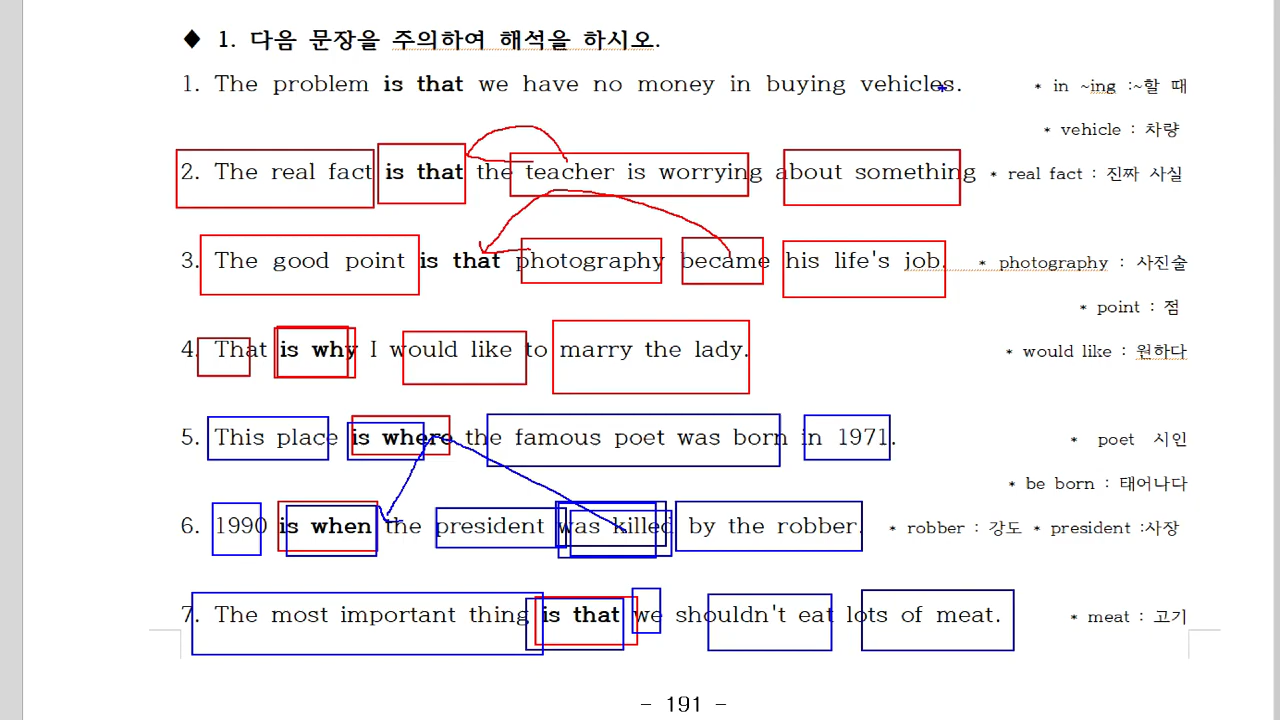 ◆ 1. 다음 문장을 주의하여 해석을 하시오.
1. The problem is that we have no money in buying vehicles. * in ~ing :~할 때
* vehicle : 차량
2. The real fact is that the teacher is worrying about something * real fact : 진짜 사실
3. The good point is that photography became his life's job. * photography : 사진술
* point : 점
4. That is why I would like to marry the lady. * would like : 원하다
5. This place is where the famous poet was born in 1971. * poet 시인
* be born : 태어나다
6. 1990 is when the president was killed by the robber. * robber : 강도 * president :사장
7. The most important thing is that we shouldn't eat lots of meat. * meat : 고기
- 191 -